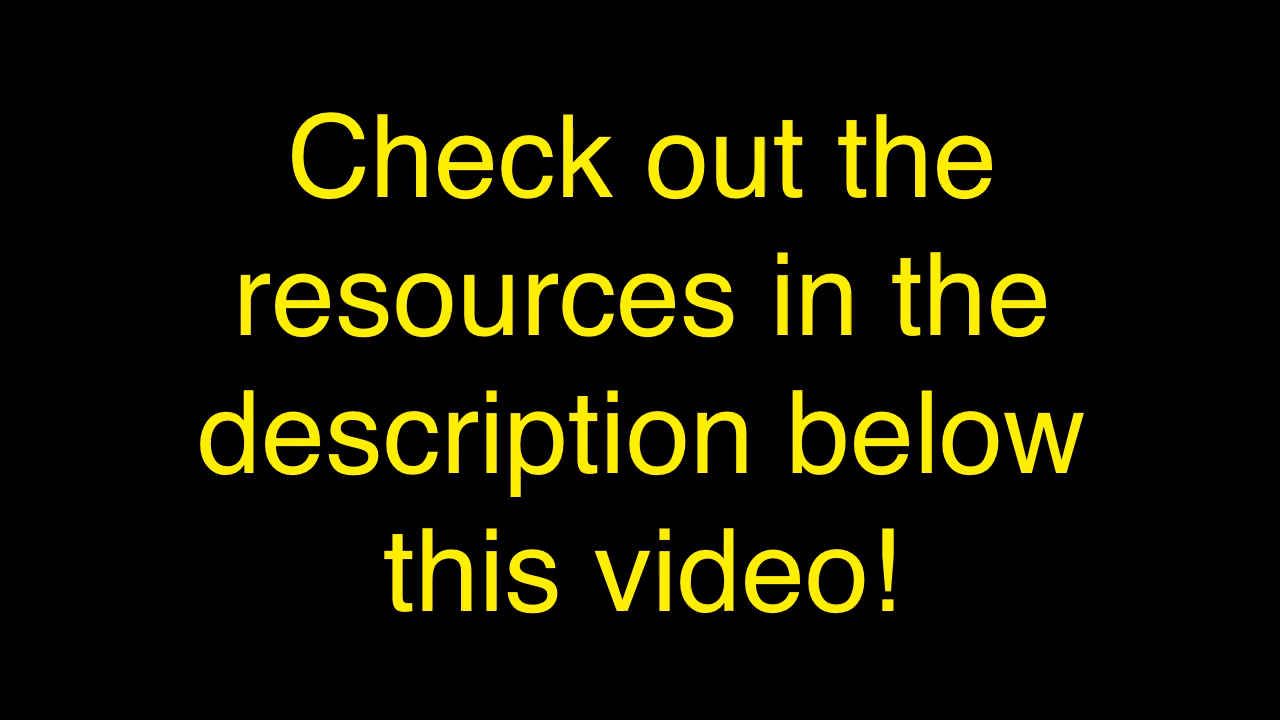 Check out the
resources in the
description below
this video!